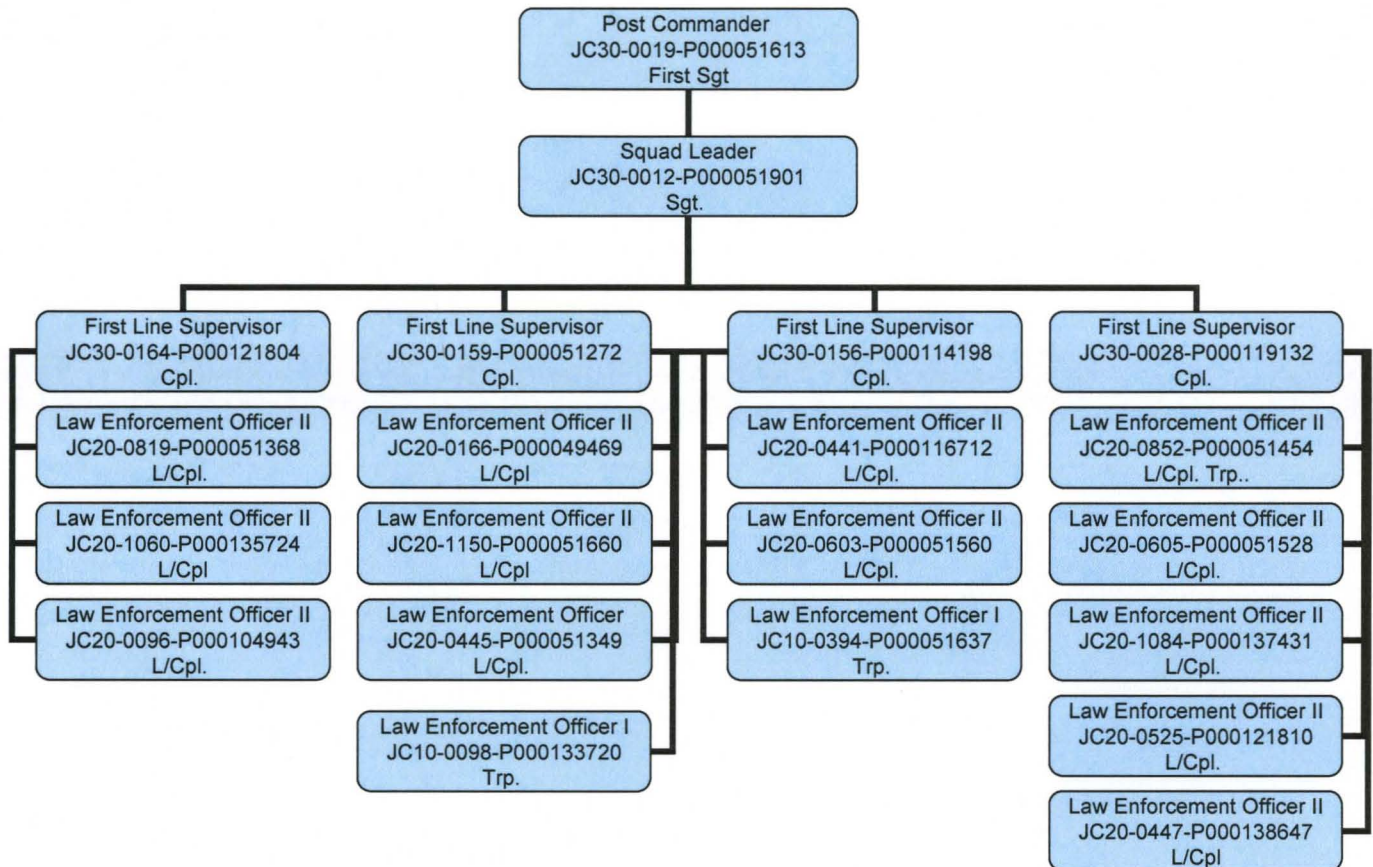 Post Commander
JC30-0019-P000051613
First Sgt
Squad Leader
JC30-0012-P000051901
Sgt.
First Line Supervisor
JC30-0164-P000121804
Cpl.
Law Enforcement Officer II
JC20-0819-P000051368
L/Cpl.
Law Enforcement Officer II
JC20-1060-P000135724
L/Cpl
Law Enforcement Officer II
JC20-0096-P000104943
L/Cpl.
First Line Supervisor
JC30-0159-P000051272
Cpl.
Law Enforcement Officer II
JC20-0166-P000049469
L/Cpl
Law Enforcement Officer II
JC20-1150-P000051660
L/Cpl
Law Enforcement Officer
JC20-0445-P000051349
L/Cpl.
Law Enforcement Officer I
JC10-0098-P000133720
Trp.
First Line Supervisor
JC30-0156-P000114198
Cpl.
Law Enforcement Officer II
JC20-0441-P000116712
L/Cpl.
Law Enforcement Officer II
JC20-0603-P000051560
L/Cpl.
Law Enforcement Officer I
JC10-0394-P000051637
Trp.
First Line Supervisor
JC30-0028-P000119132
Cpl.
Law Enforcement Officer II
JC20-0852-P000051454
L/Cpl. Trp..
Law Enforcement Officer II
JC20-0605-P000051528
L/Cpl.
Law Enforcement Officer II
JC20-1084-P000137431
L/Cpl.
Law Enforcement Officer II
JC20-0525-P000121810
L/Cpl.
Law Enforcement Officer II
JC20-0447-P000138647
L/Cpl